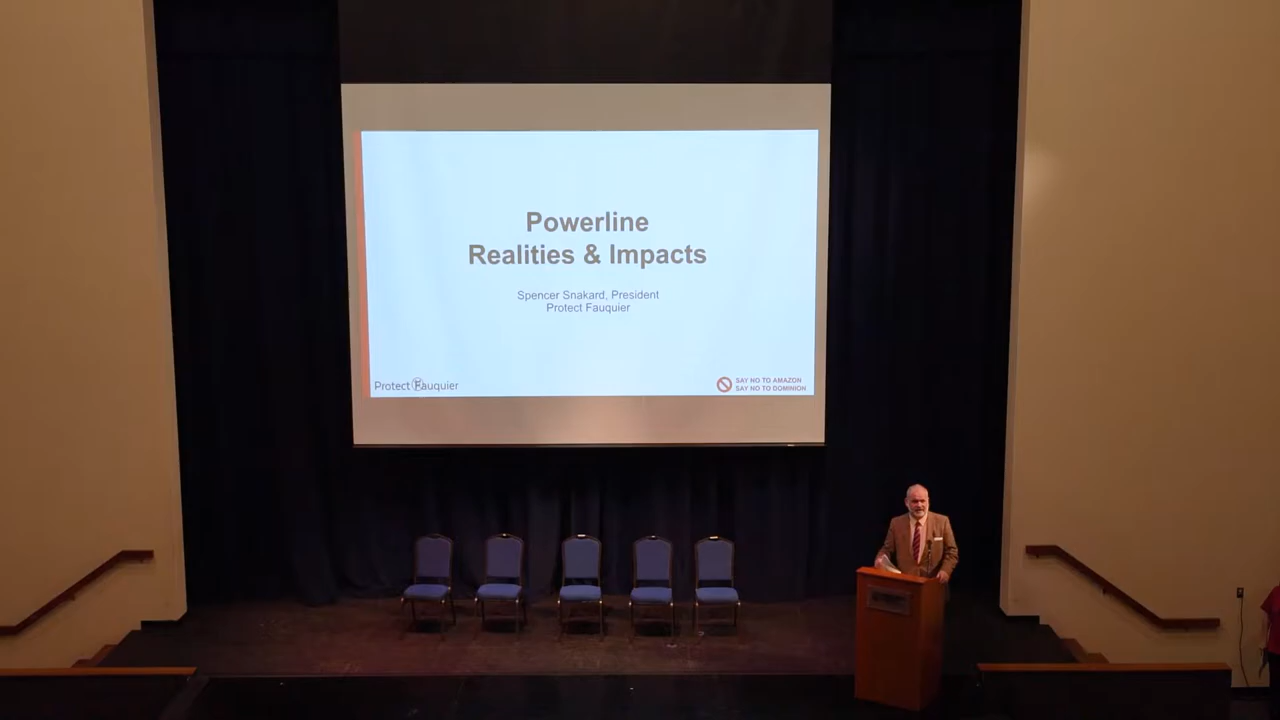 Powerline
Realities & Impacts
Spencer Snakard, President
Protect Fauquier
Protect Fauquier
SAY NO TO AMAZON
SAY NO TO DOMINION